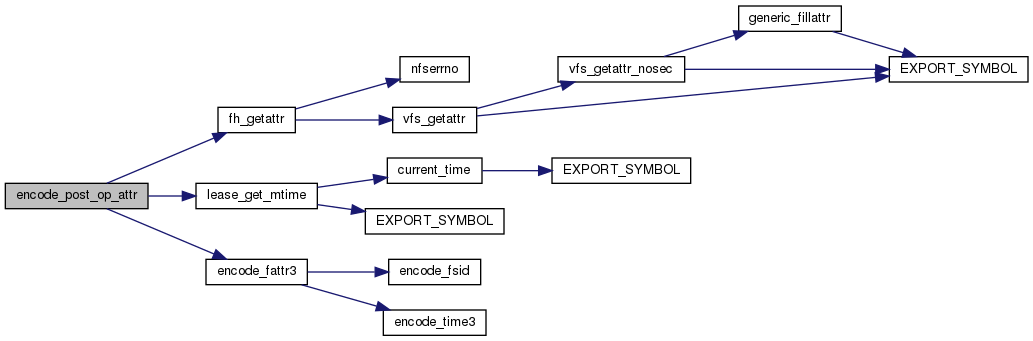 generic_fillattr
nfserrno
vfs_getattr_nosec
EXPORT_SYMBOL
fh_getattr
vfs_getattr
current_time
EXPORT_SYMBOL
encode_post_op_attr
lease_get_mtime
EXPORT_SYMBOL
encode_fattr3
encode_fsid
encode_time3